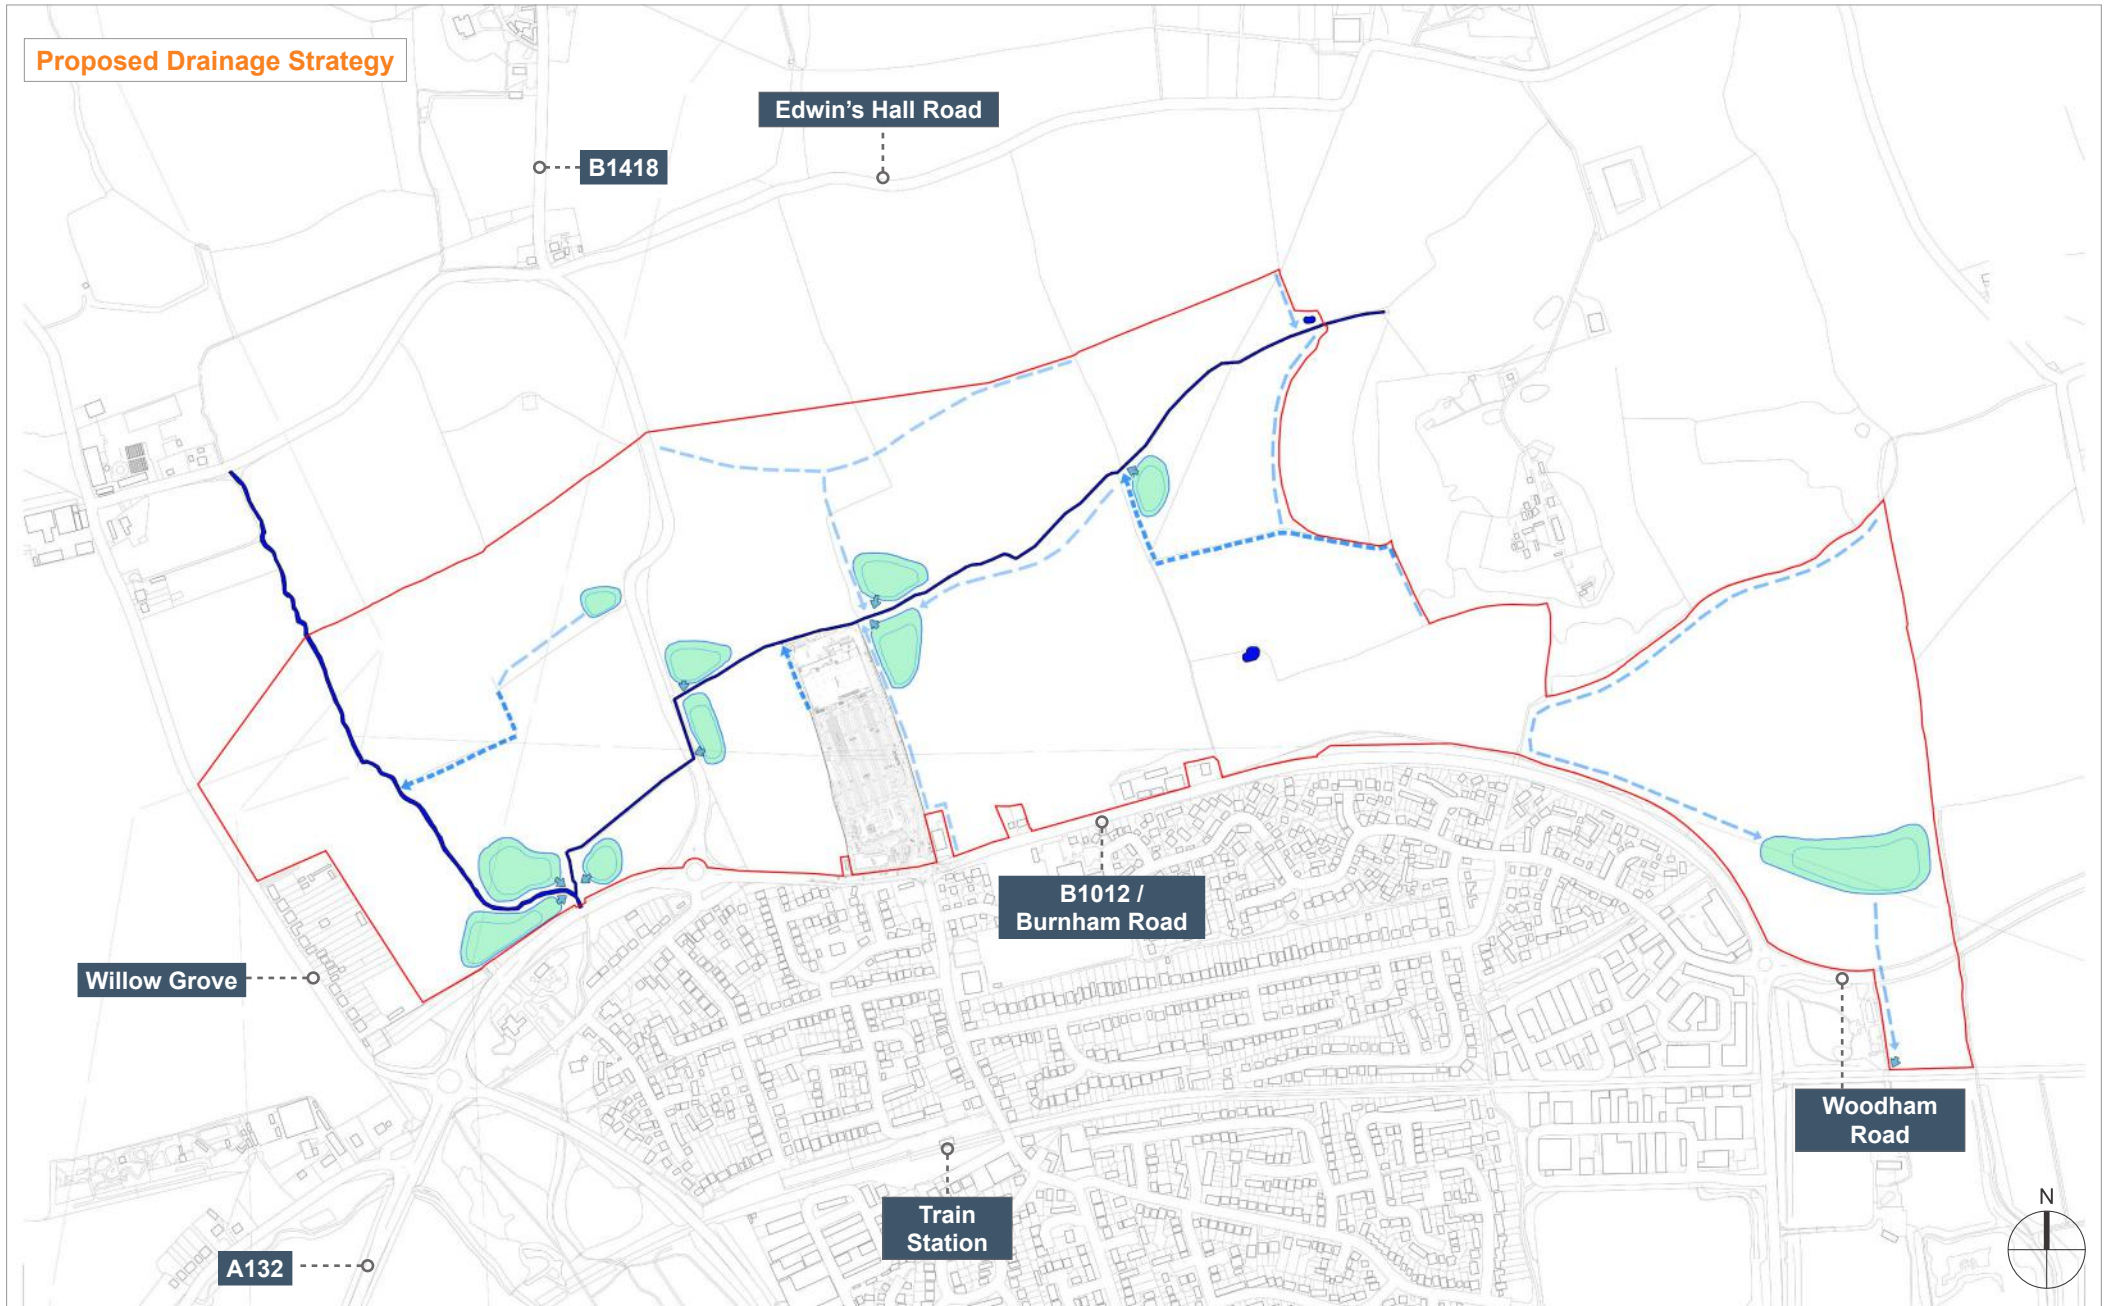 Proposed Drainage Strategy
Edwin's Hall Road
B1418
B1012 /
Burnham Road
Willow Grove
Woodham
Road
Train
Station
A132
N